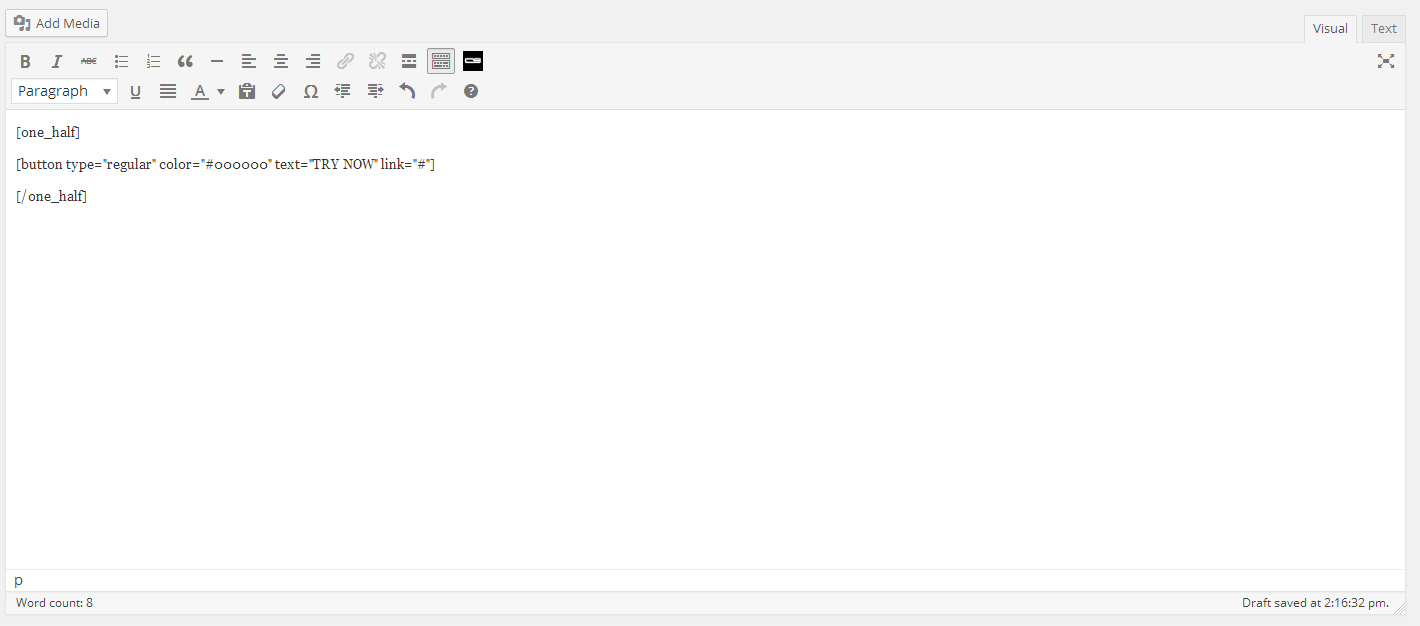 Add Media
Visual Text
B I ABC
Paragraph U A Ω ?
[one_half]
[button type="regular" color="#000000" text="TRY NOW" link="#"]
[/one_half]
p
Word count: 8 Draft saved at 2:16:32 pm.